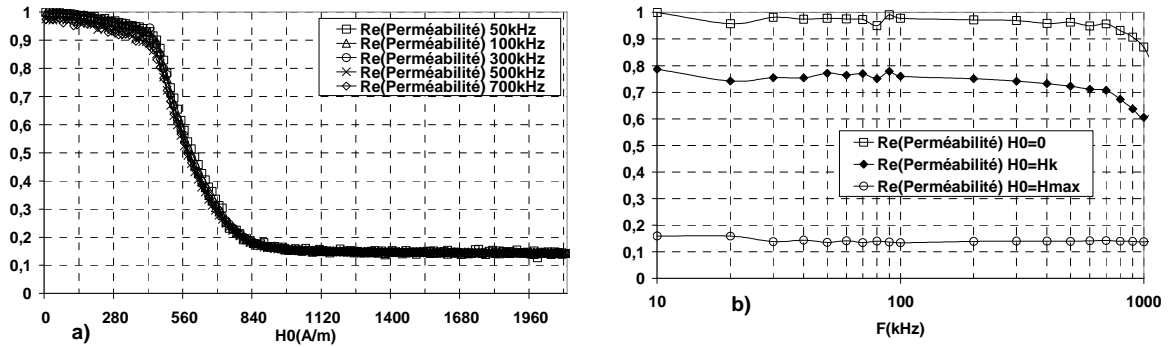 1
0,9
0,8
0,7
0,6
0,5
0,4
0,3
0,2
0,1
0
Re(Perméabilité) 50kHz
Re(Perméabilité) 100kHz
Re(Perméabilité) 300kHz
Re(Perméabilité) 500kHz
Re(Perméabilité) 700kHz
0 280 560 840 1120 1400 1680 1960
a) H0(A/m)
1
0,9
0,8
0,7
0,6
0,5
0,4
0,3
0,2
0,1
0
Re(Perméabilité) H0=0
Re(Perméabilité) H0=Hk
Re(Perméabilité) H0=Hmax
10 100 1000
b) F(kHz)